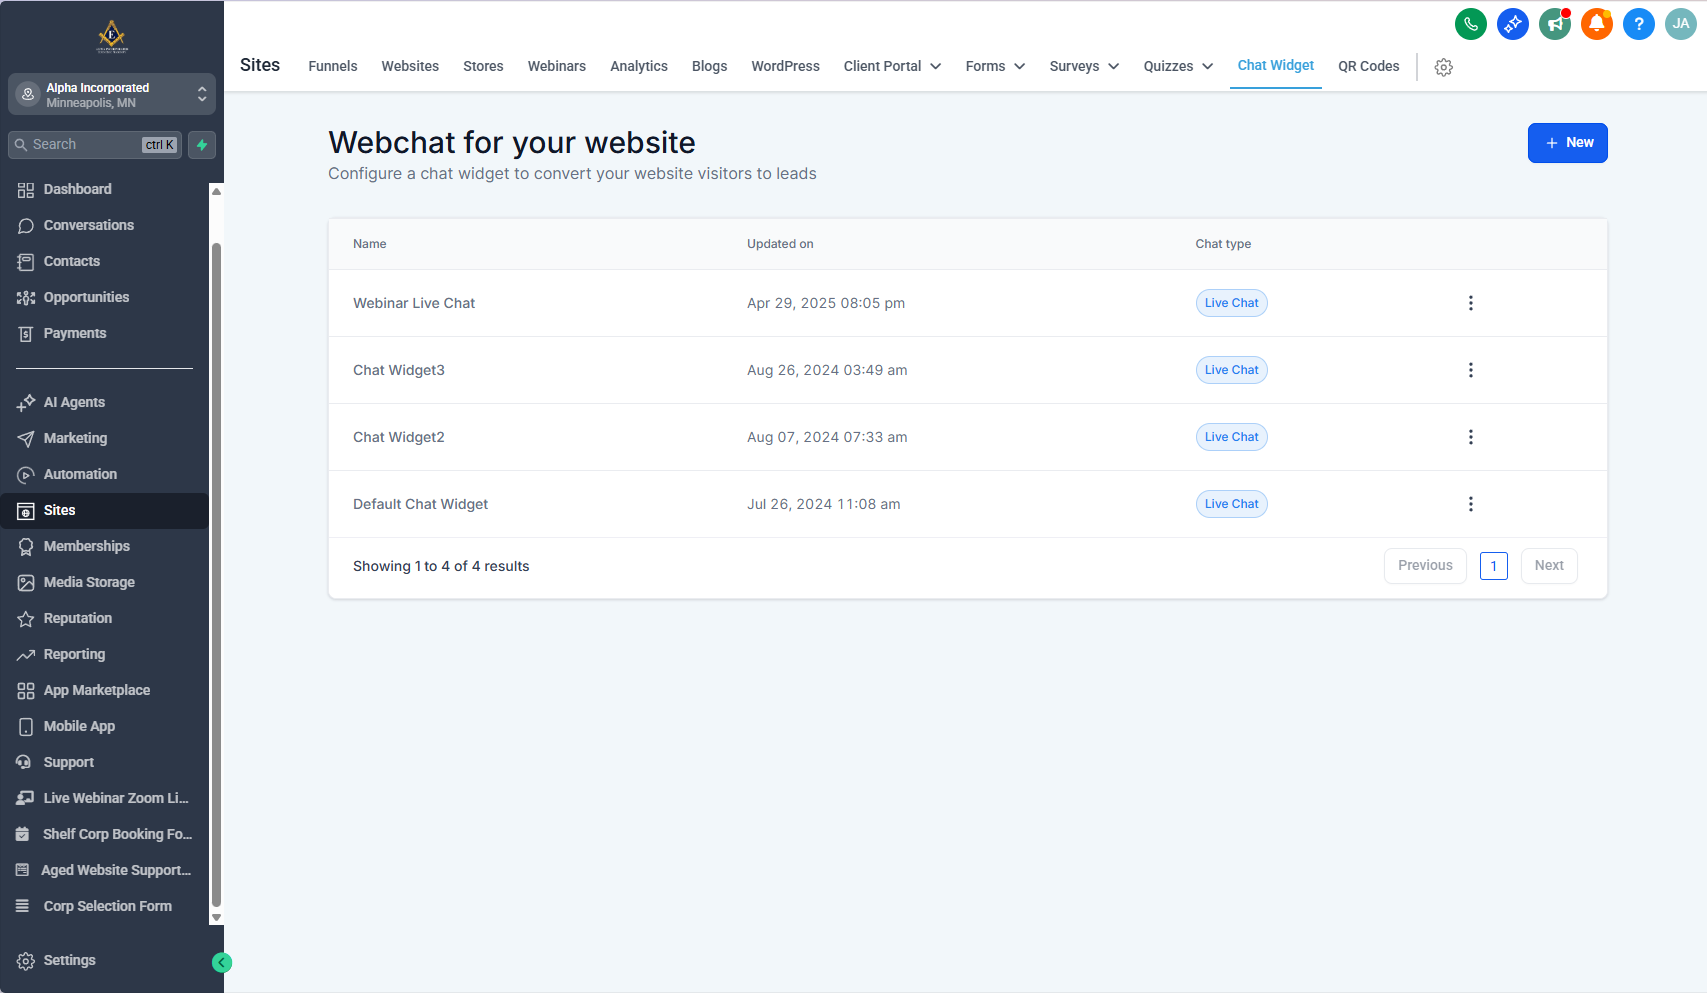 E
Alpha Incorporated
Minneapolis, MN
Search ctrl K
Dashboard
Conversations
Contacts
Opportunities
Payments
AI Agents
Marketing
Automation
Sites
Memberships
Media Storage
Reputation
Reporting
App Marketplace
Mobile App
Support
Live Webinar Zoom Li...
Shelf Corp Booking Fo...
Aged Website Support...
Corp Selection Form
Settings
? JA
Sites Funnels Websites Stores Webinars Analytics Blogs WordPress Client Portal Forms Surveys Quizzes Chat Widget QR Codes
Webchat for your website
Configure a chat widget to convert your website visitors to leads
+ New
Name Updated on Chat type
Webinar Live Chat Apr 29, 2025 08:05 pm Live Chat
Chat Widget3 Aug 26, 2024 03:49 am Live Chat
Chat Widget2 Aug 07, 2024 07:33 am Live Chat
Default Chat Widget Jul 26, 2024 11:08 am Live Chat
Showing 1 to 4 of 4 results Previous 1 Next